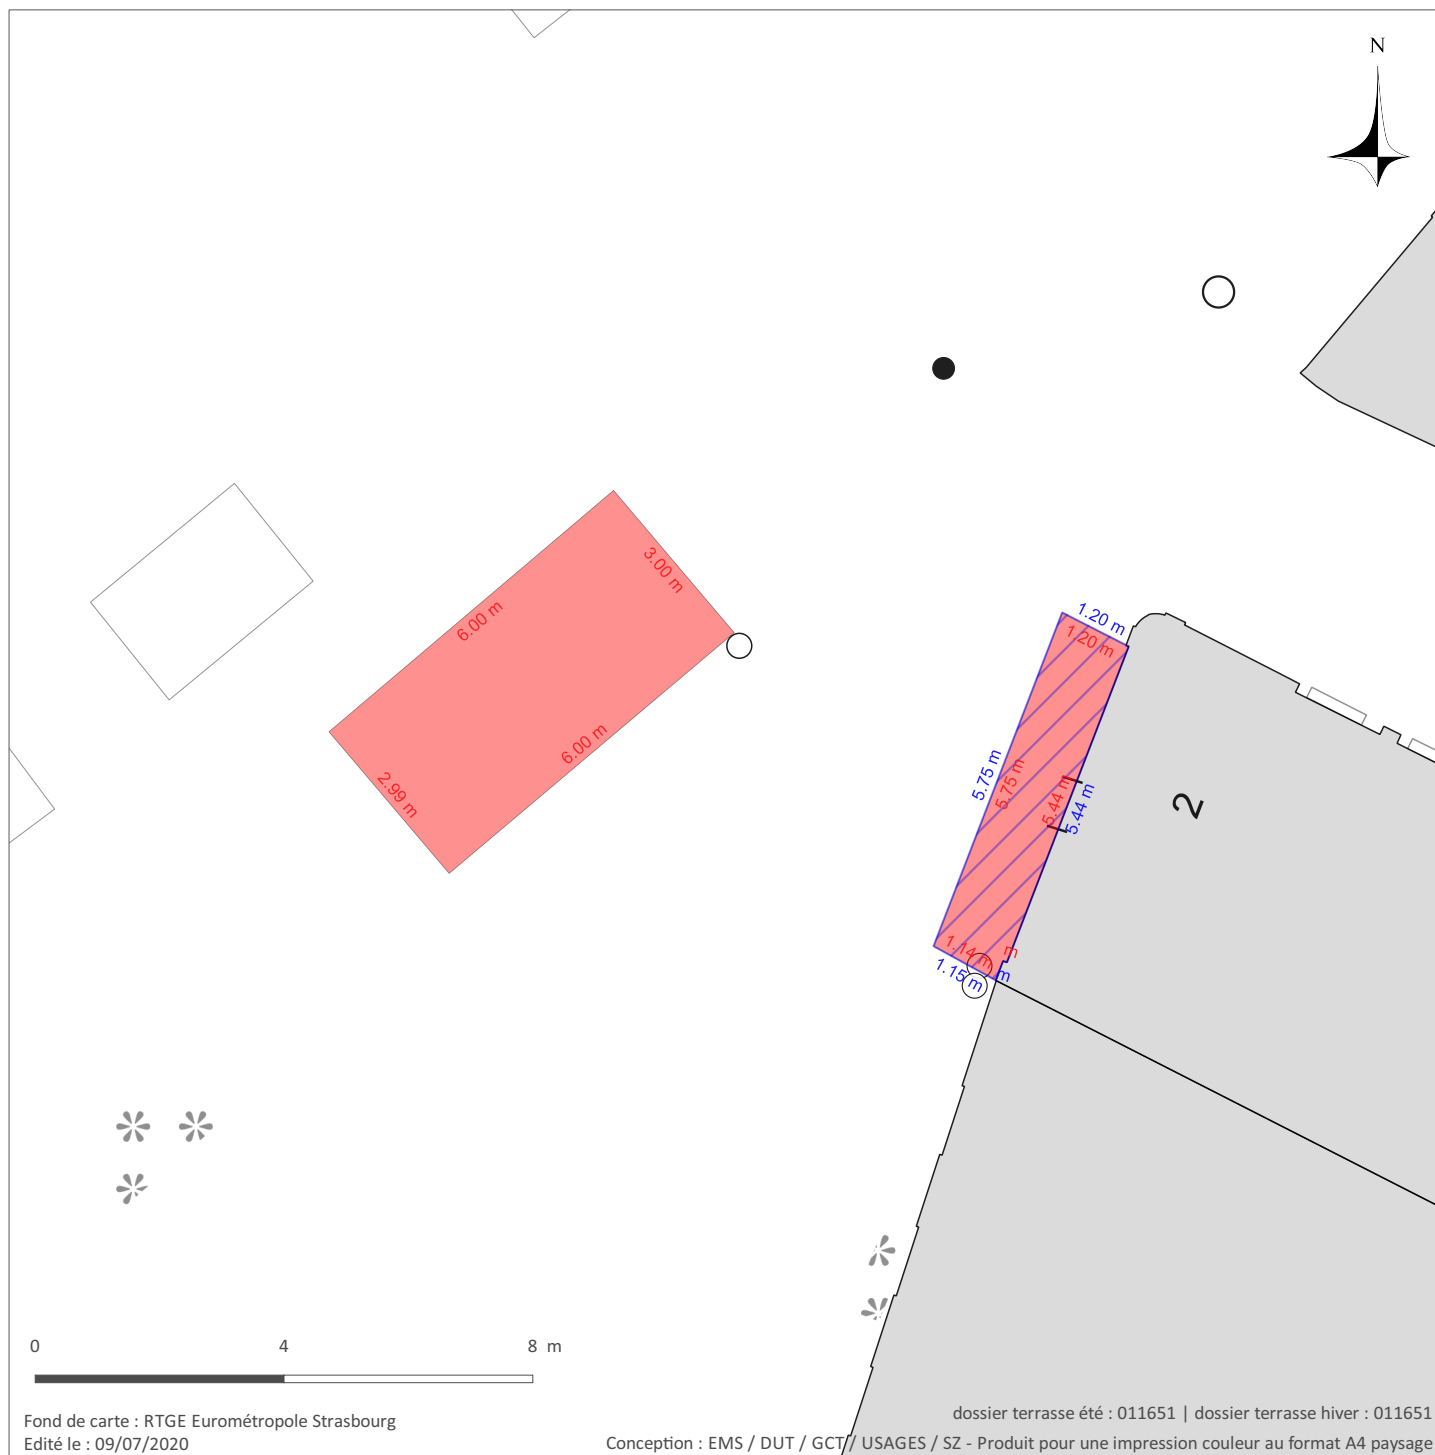 N
3.00 m
6.00 m
6.00 m
2.99 m
1.20 m
1.20 m
5.75 m
5.75 m
5.44 m
5.44 m
2
1.14 m
m
1.15 m
m
0 4 8 m
Fond de carte : RTGE Eurométropole Strasbourg
Edité le : 09/07/2020
dossier terrasse été : 011651 | dossier terrasse hiver : 011651
Conception : EMS / DUT / GCT / USAGES / SZ - Produit pour une impression couleur au format A4 paysage